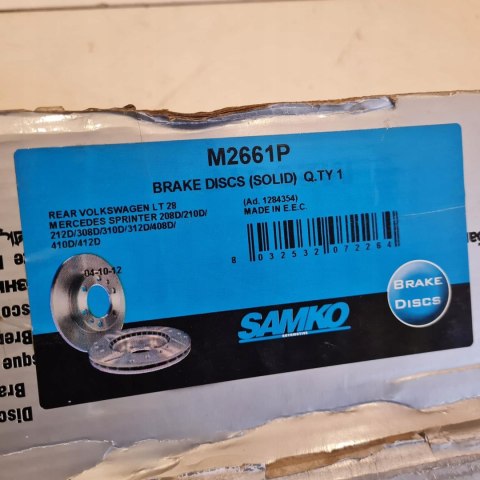 M2661P
BRAKE DISCS (SOLID) Q.TY 1
REAR VOLKSWAGEN LT 28
MERCEDES SPRINTER 208D/210D/
212D/308D/310D/312D/408D/
410D/412D
(Ad. 1284354)
MADE IN E.E.C.
8 032532 072264
04-10-12
BRAKE
DISCS
SAMKO
AUTOMOTIVE